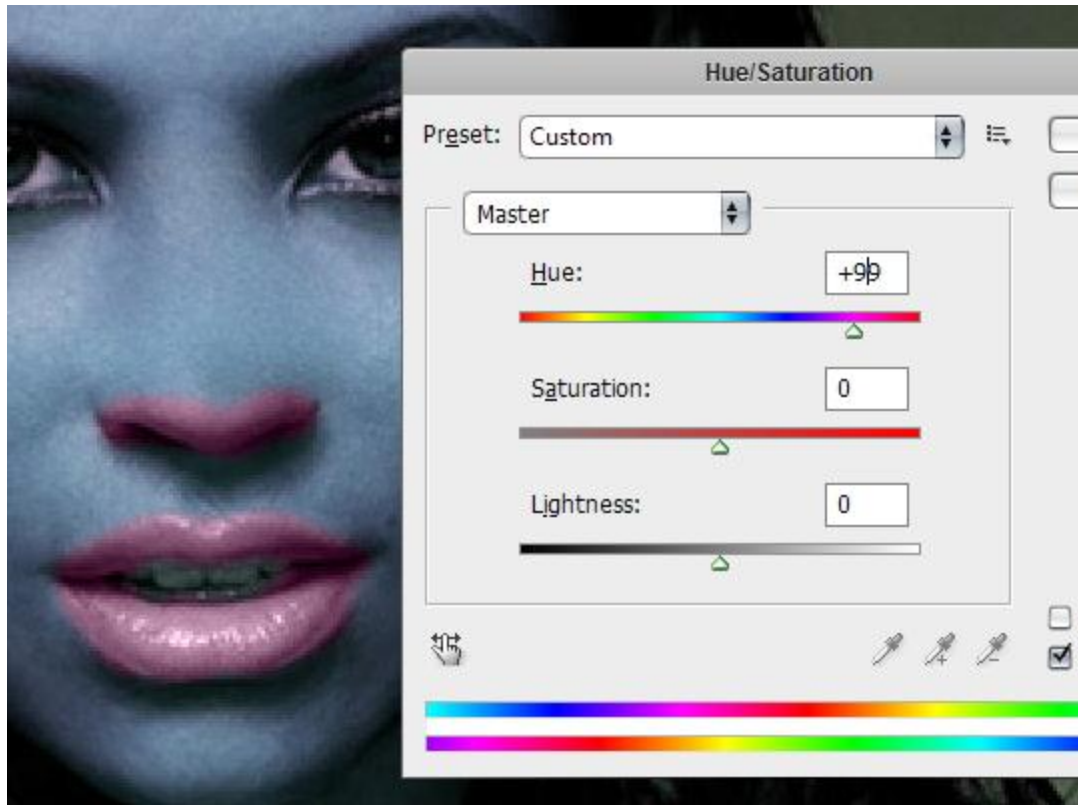 Hue/Saturation
Preset: Custom
Master
Hue: +99
Saturation: 0
Lightness: 0